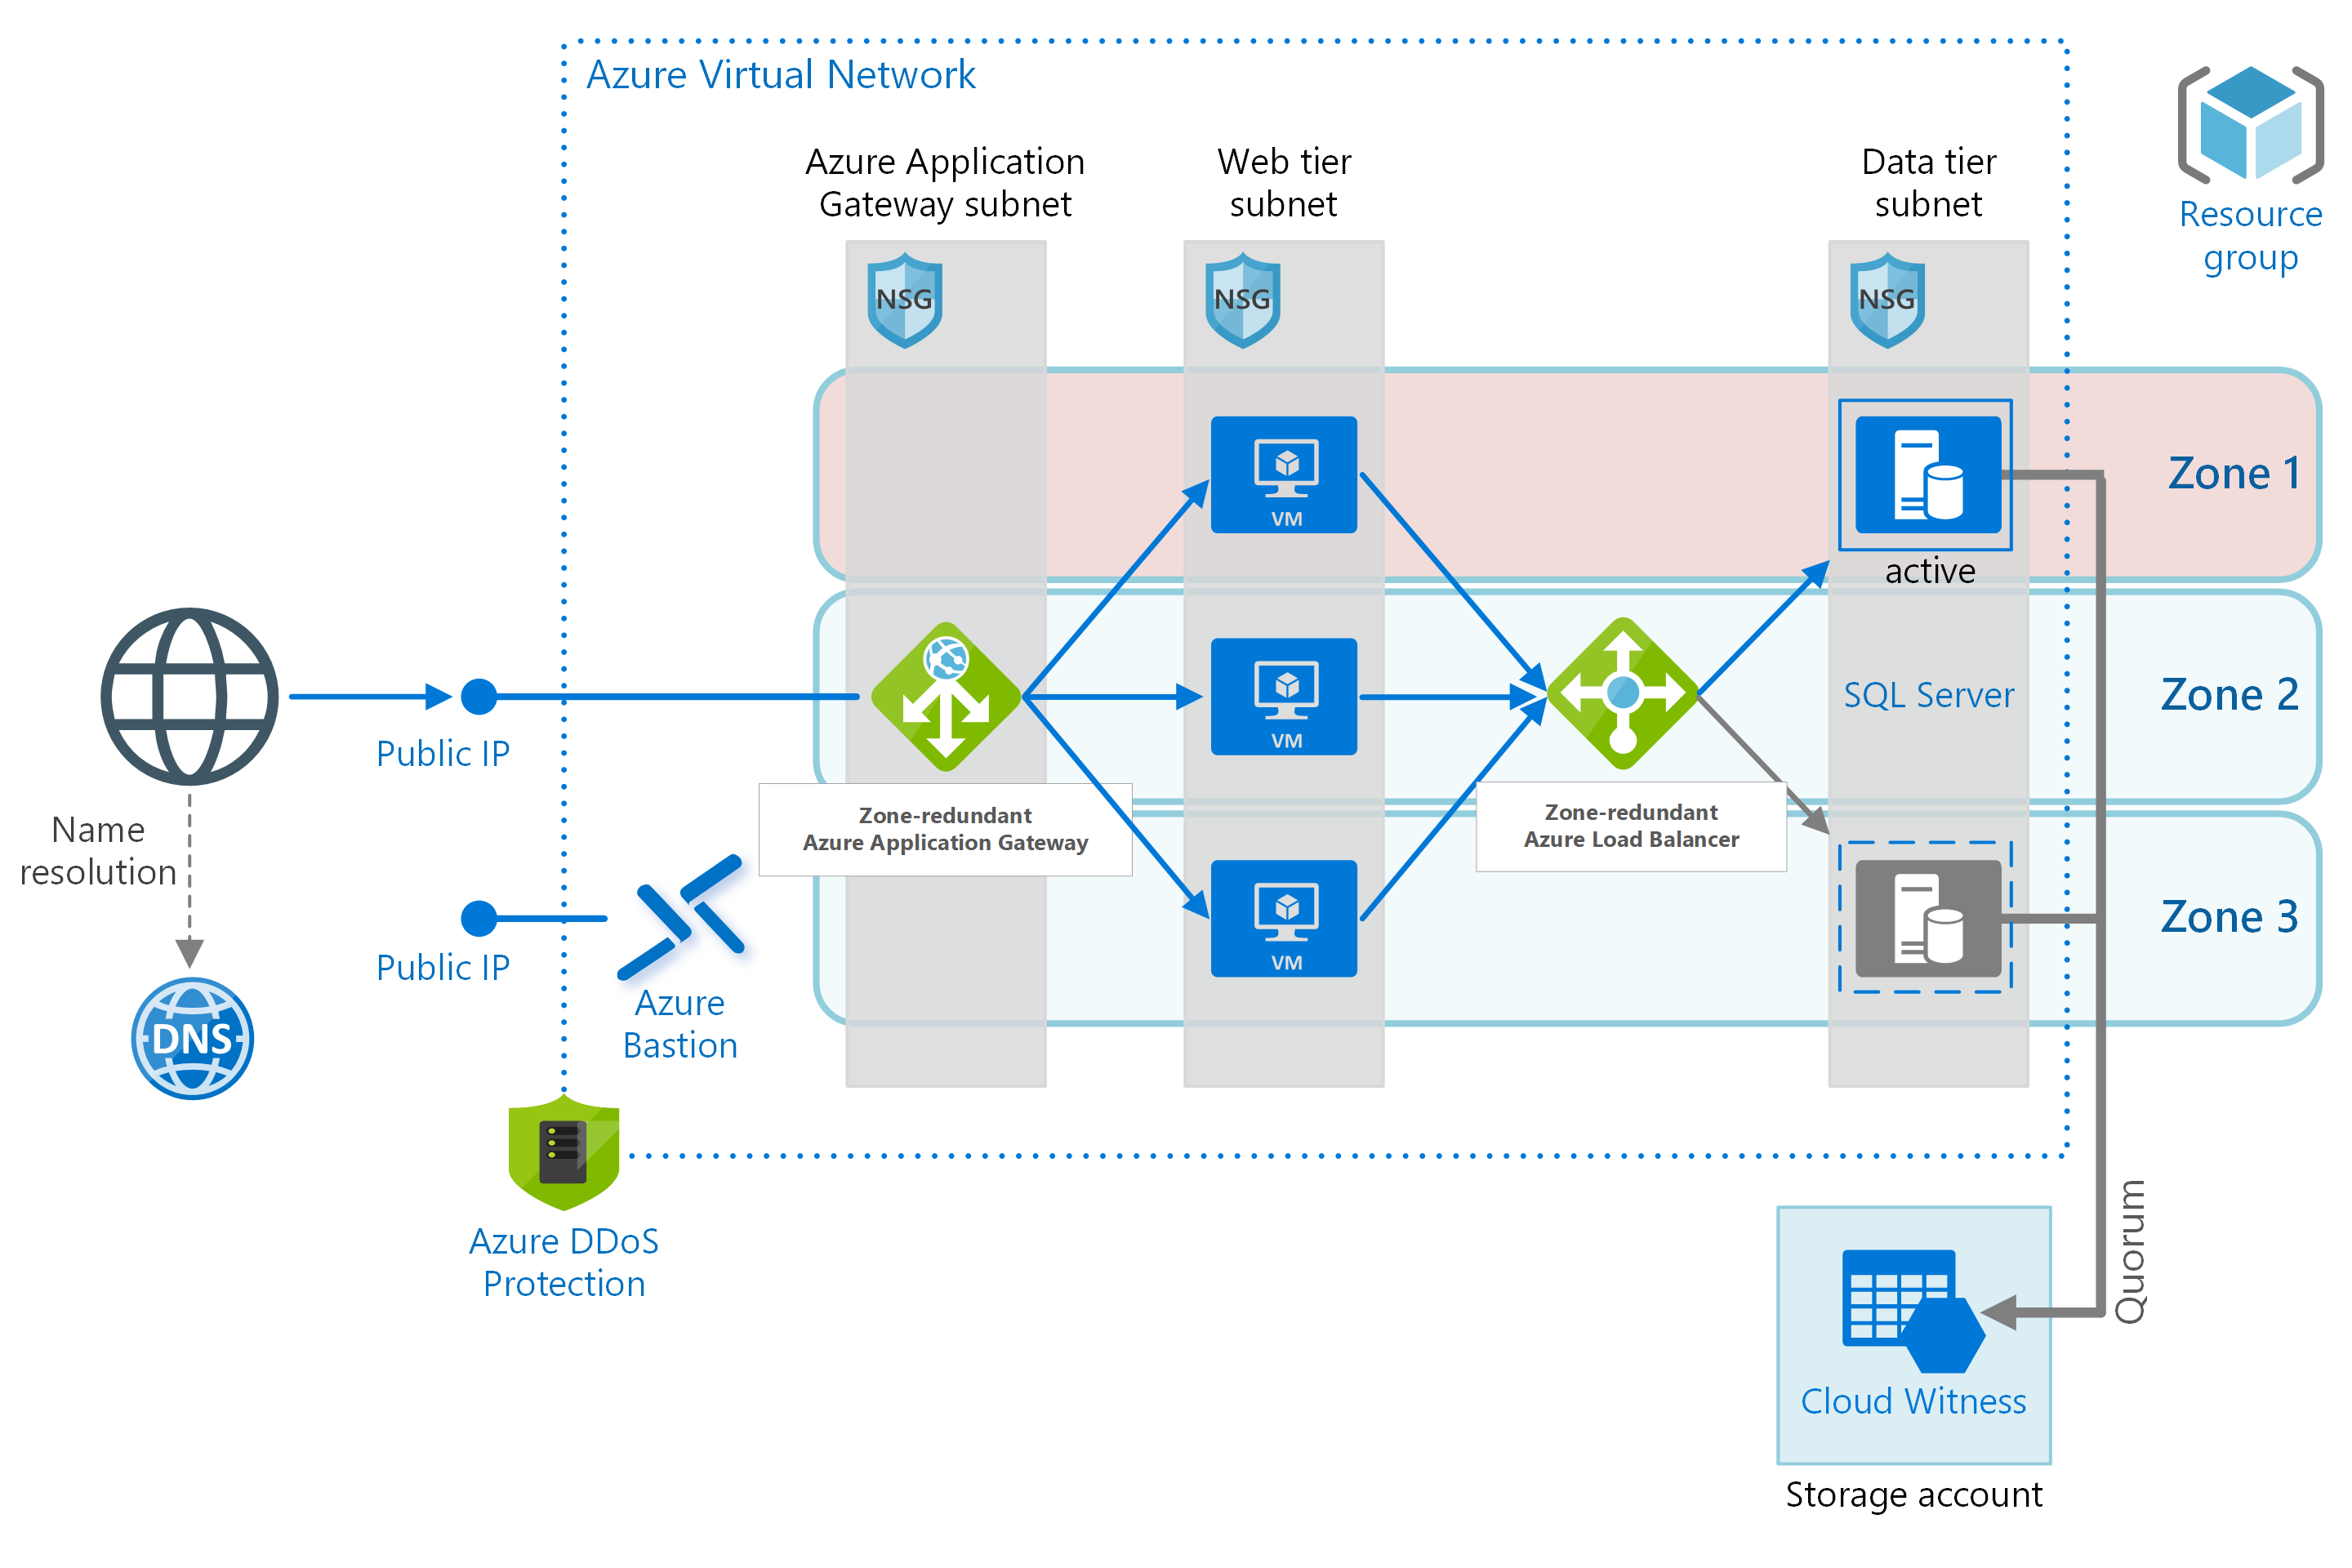 Azure Virtual Network
Azure Application
Gateway subnet
Web tier
subnet
Data tier
subnet
Resource
group
NSG
NSG
NSG
VM
active
Zone 1
Public IP
VM
SQL Server
Zone 2
Zone-redundant
Azure Application Gateway
Zone-redundant
Azure Load Balancer
Name
resolution
Public IP
VM
Zone 3
DNS
Azure
Bastion
Azure DDoS
Protection
Quorum
Cloud Witness
Storage account